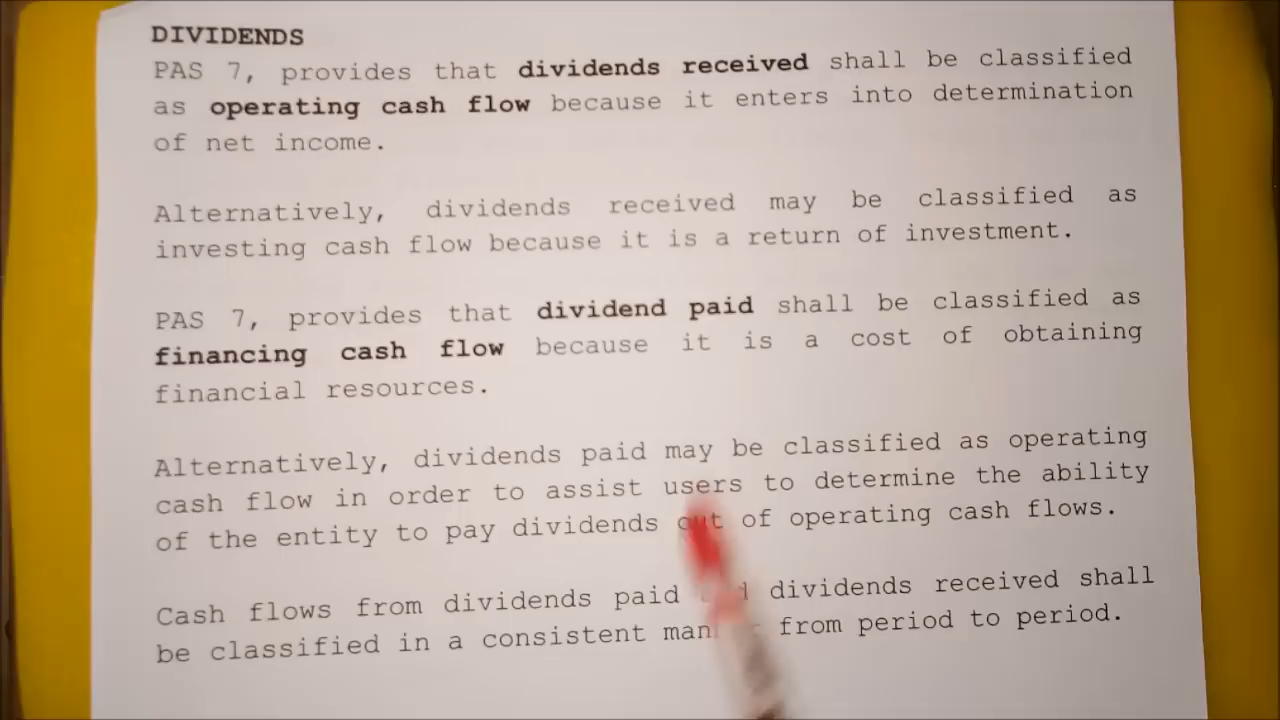 DIVIDENDS
PAS 7, provides that dividends received shall be classified
as operating cash flow because it enters into determination
of net income.
Alternatively, dividends received may be classified as
investing cash flow because it is a return of investment.
PAS 7, provides that dividend paid shall be classified as
financing cash flow because it is a cost of obtaining
financial resources.
Alternatively, dividends paid may be classified as operating
cash flow in order to assist users to determine the ability
of the entity to pay dividends out of operating cash flows.
Cash flows from dividends paid dividends received shall
be classified in a consistent from period to period.